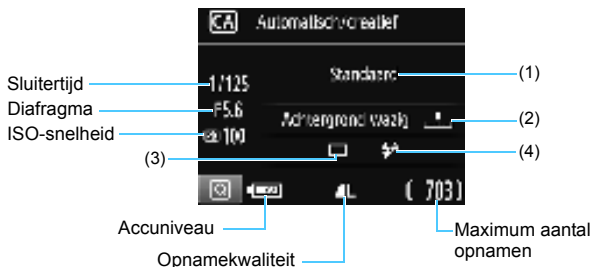 CA Automatisch/creatief
Standaard
(1)
Sluitertijd
1/125
Diafragma
F5.6
Achtergrond wazig
(2)
ISO-snelheid
100
(3)
(4)
L
( 703)
Accuniveau
Maximum aantal
opnamen
Opnamekwaliteit